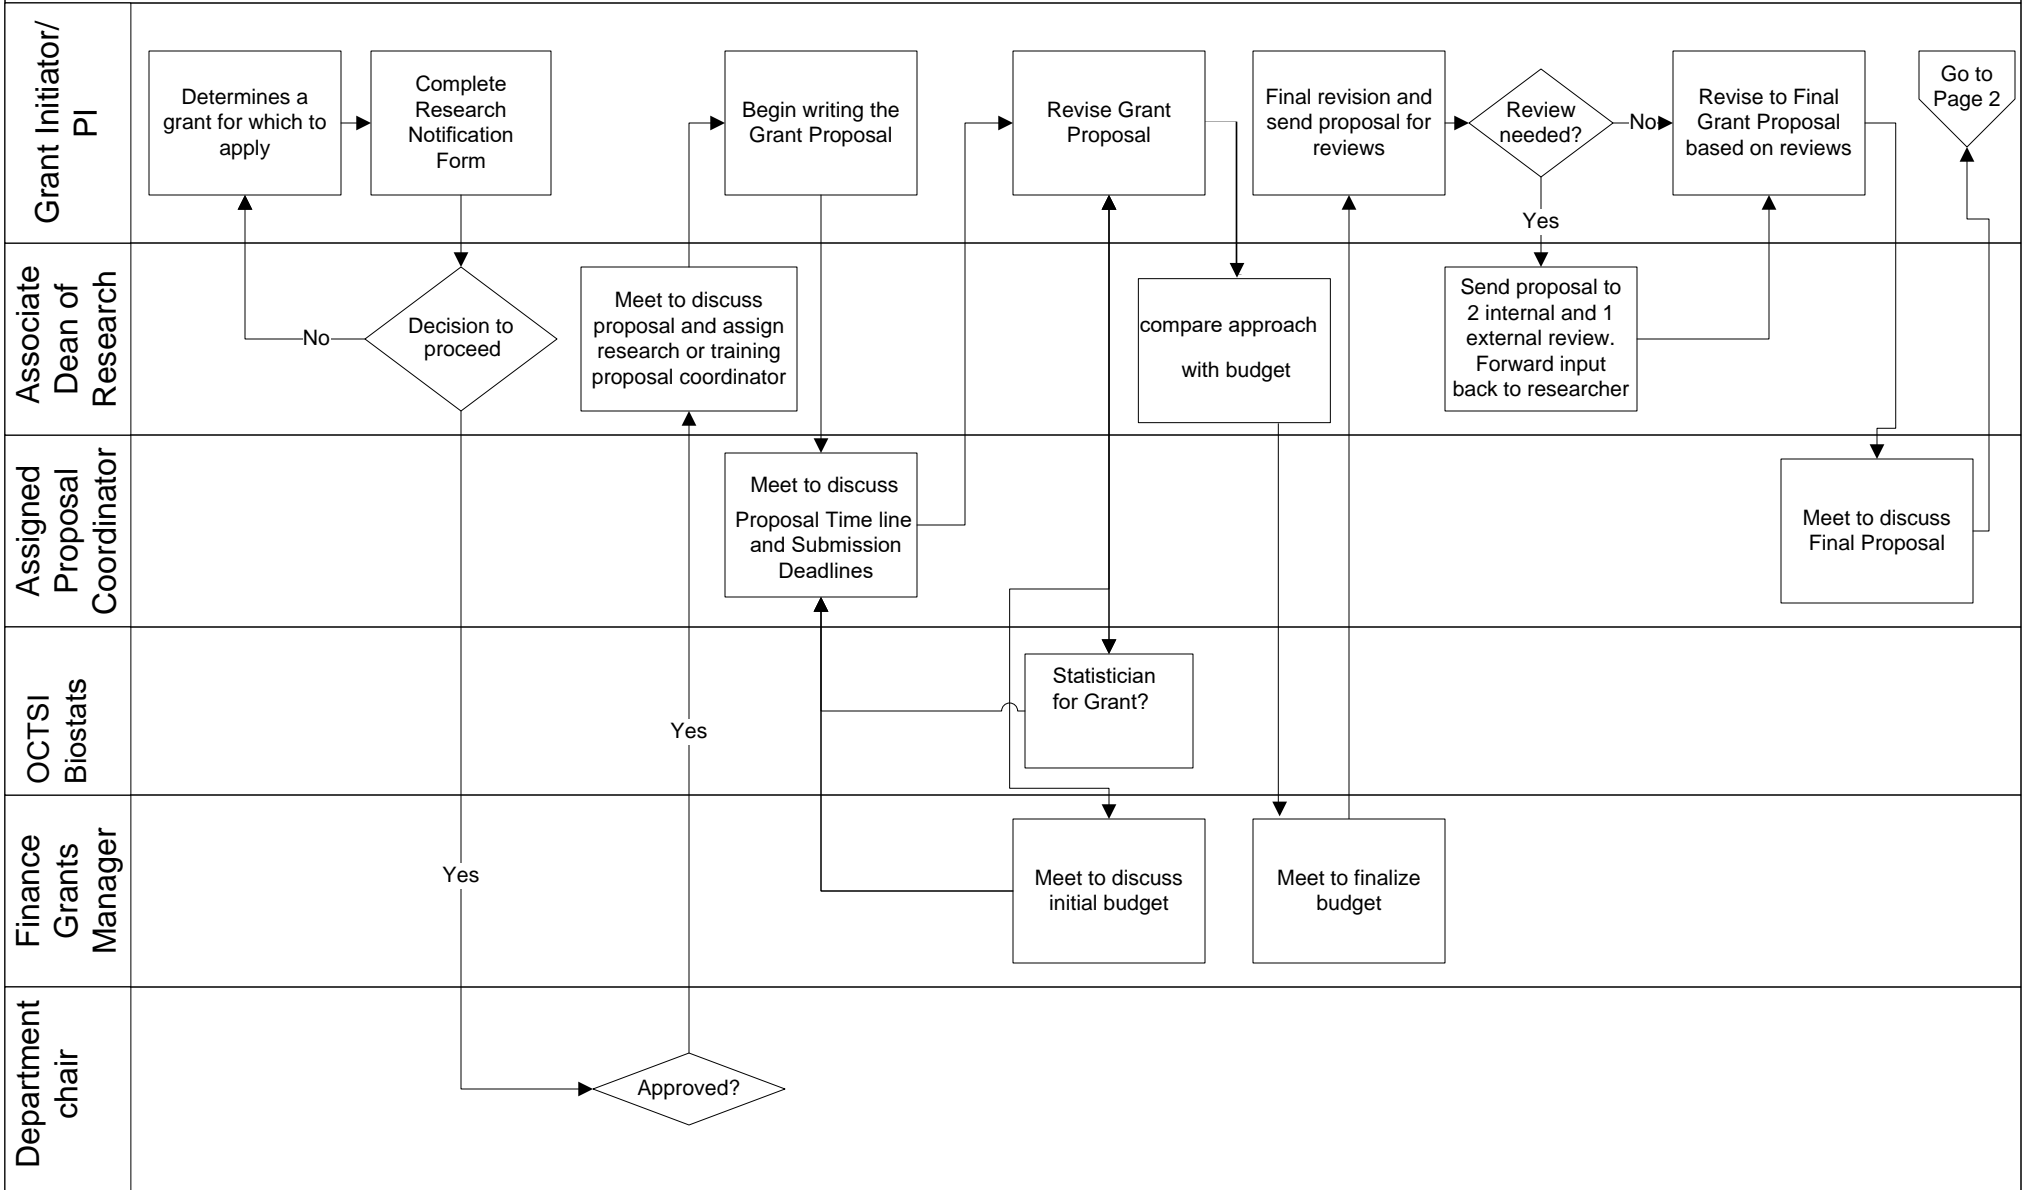 Grant Initiator/
PI
Determines a
grant for which to
apply
Complete
Research
Notification
Form
Begin writing the
Grant Proposal
Revise Grant
Proposal
Final revision and
send proposal for
reviews
Review
needed?
No
Yes
Revise to Final
Grant Proposal
based on reviews
Go to
Page 2
Associate
Dean of
Research
No
Decision to
proceed
Meet to discuss
proposal and assign
research or training
proposal coordinator
compare approach
with budget
Send proposal to
2 internal and 1
external review.
Forward input
back to researcher
Assigned
Proposal
Coordinator
Meet to discuss
Proposal Time line
and Submission
Deadlines
Meet to discuss
Final Proposal
OCTSI
Biostats
Yes
Statistician
for Grant?
Finance
Grants
Manager
Yes
Meet to discuss
initial budget
Meet to finalize
budget
Department
chair
Approved?